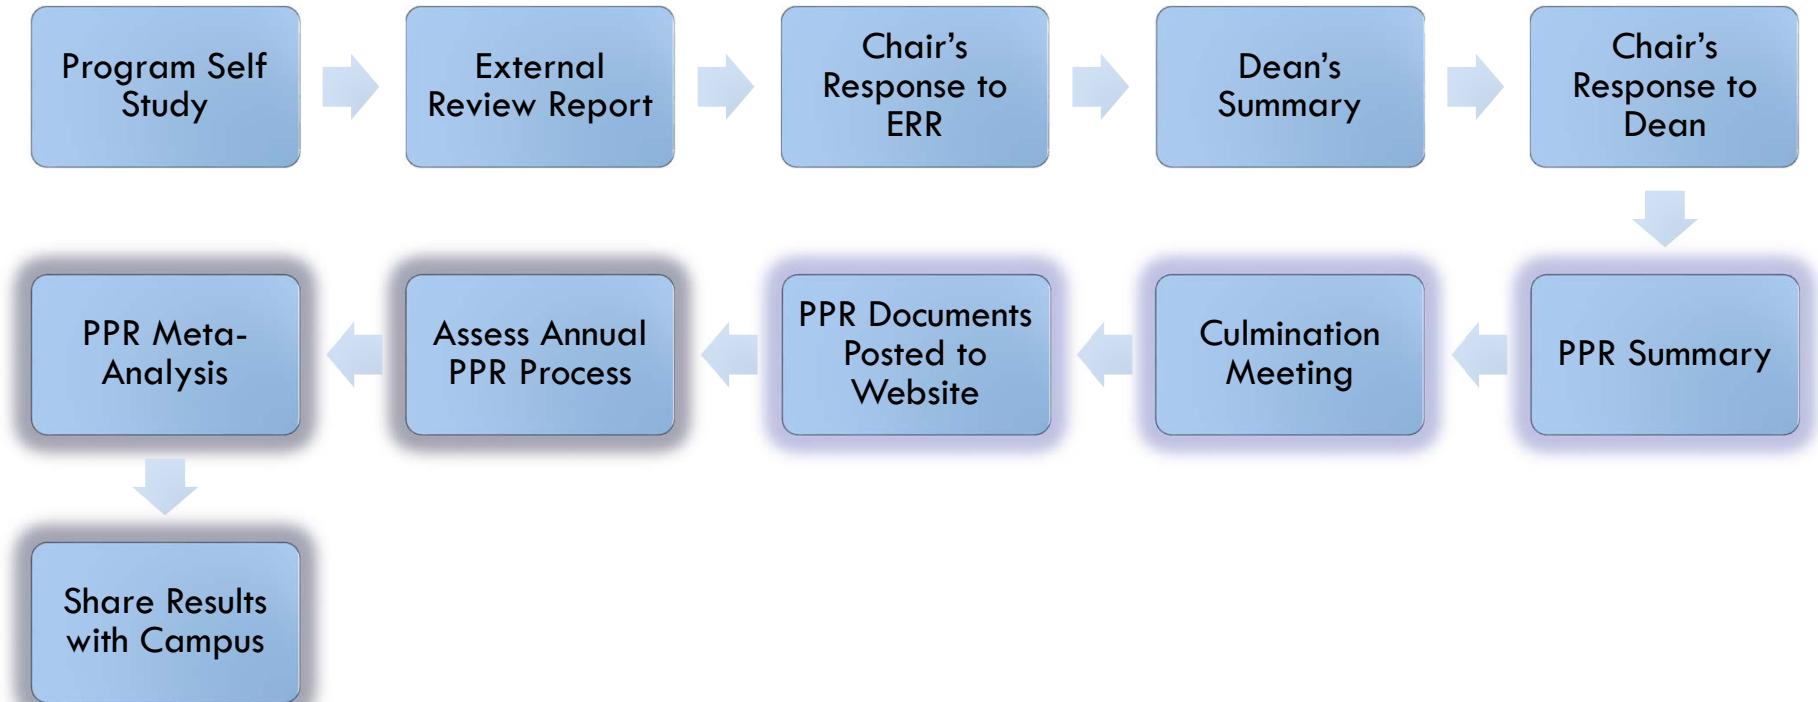 Program Self
Study
External
Review Report
Chair's
Response to
ERR
Dean's
Summary
Chair's
Response to
Dean
PPR Summary
Culmination
Meeting
PPR Documents
Posted to
Website
Assess Annual
PPR Process
PPR Meta-
Analysis
Share Results
with Campus